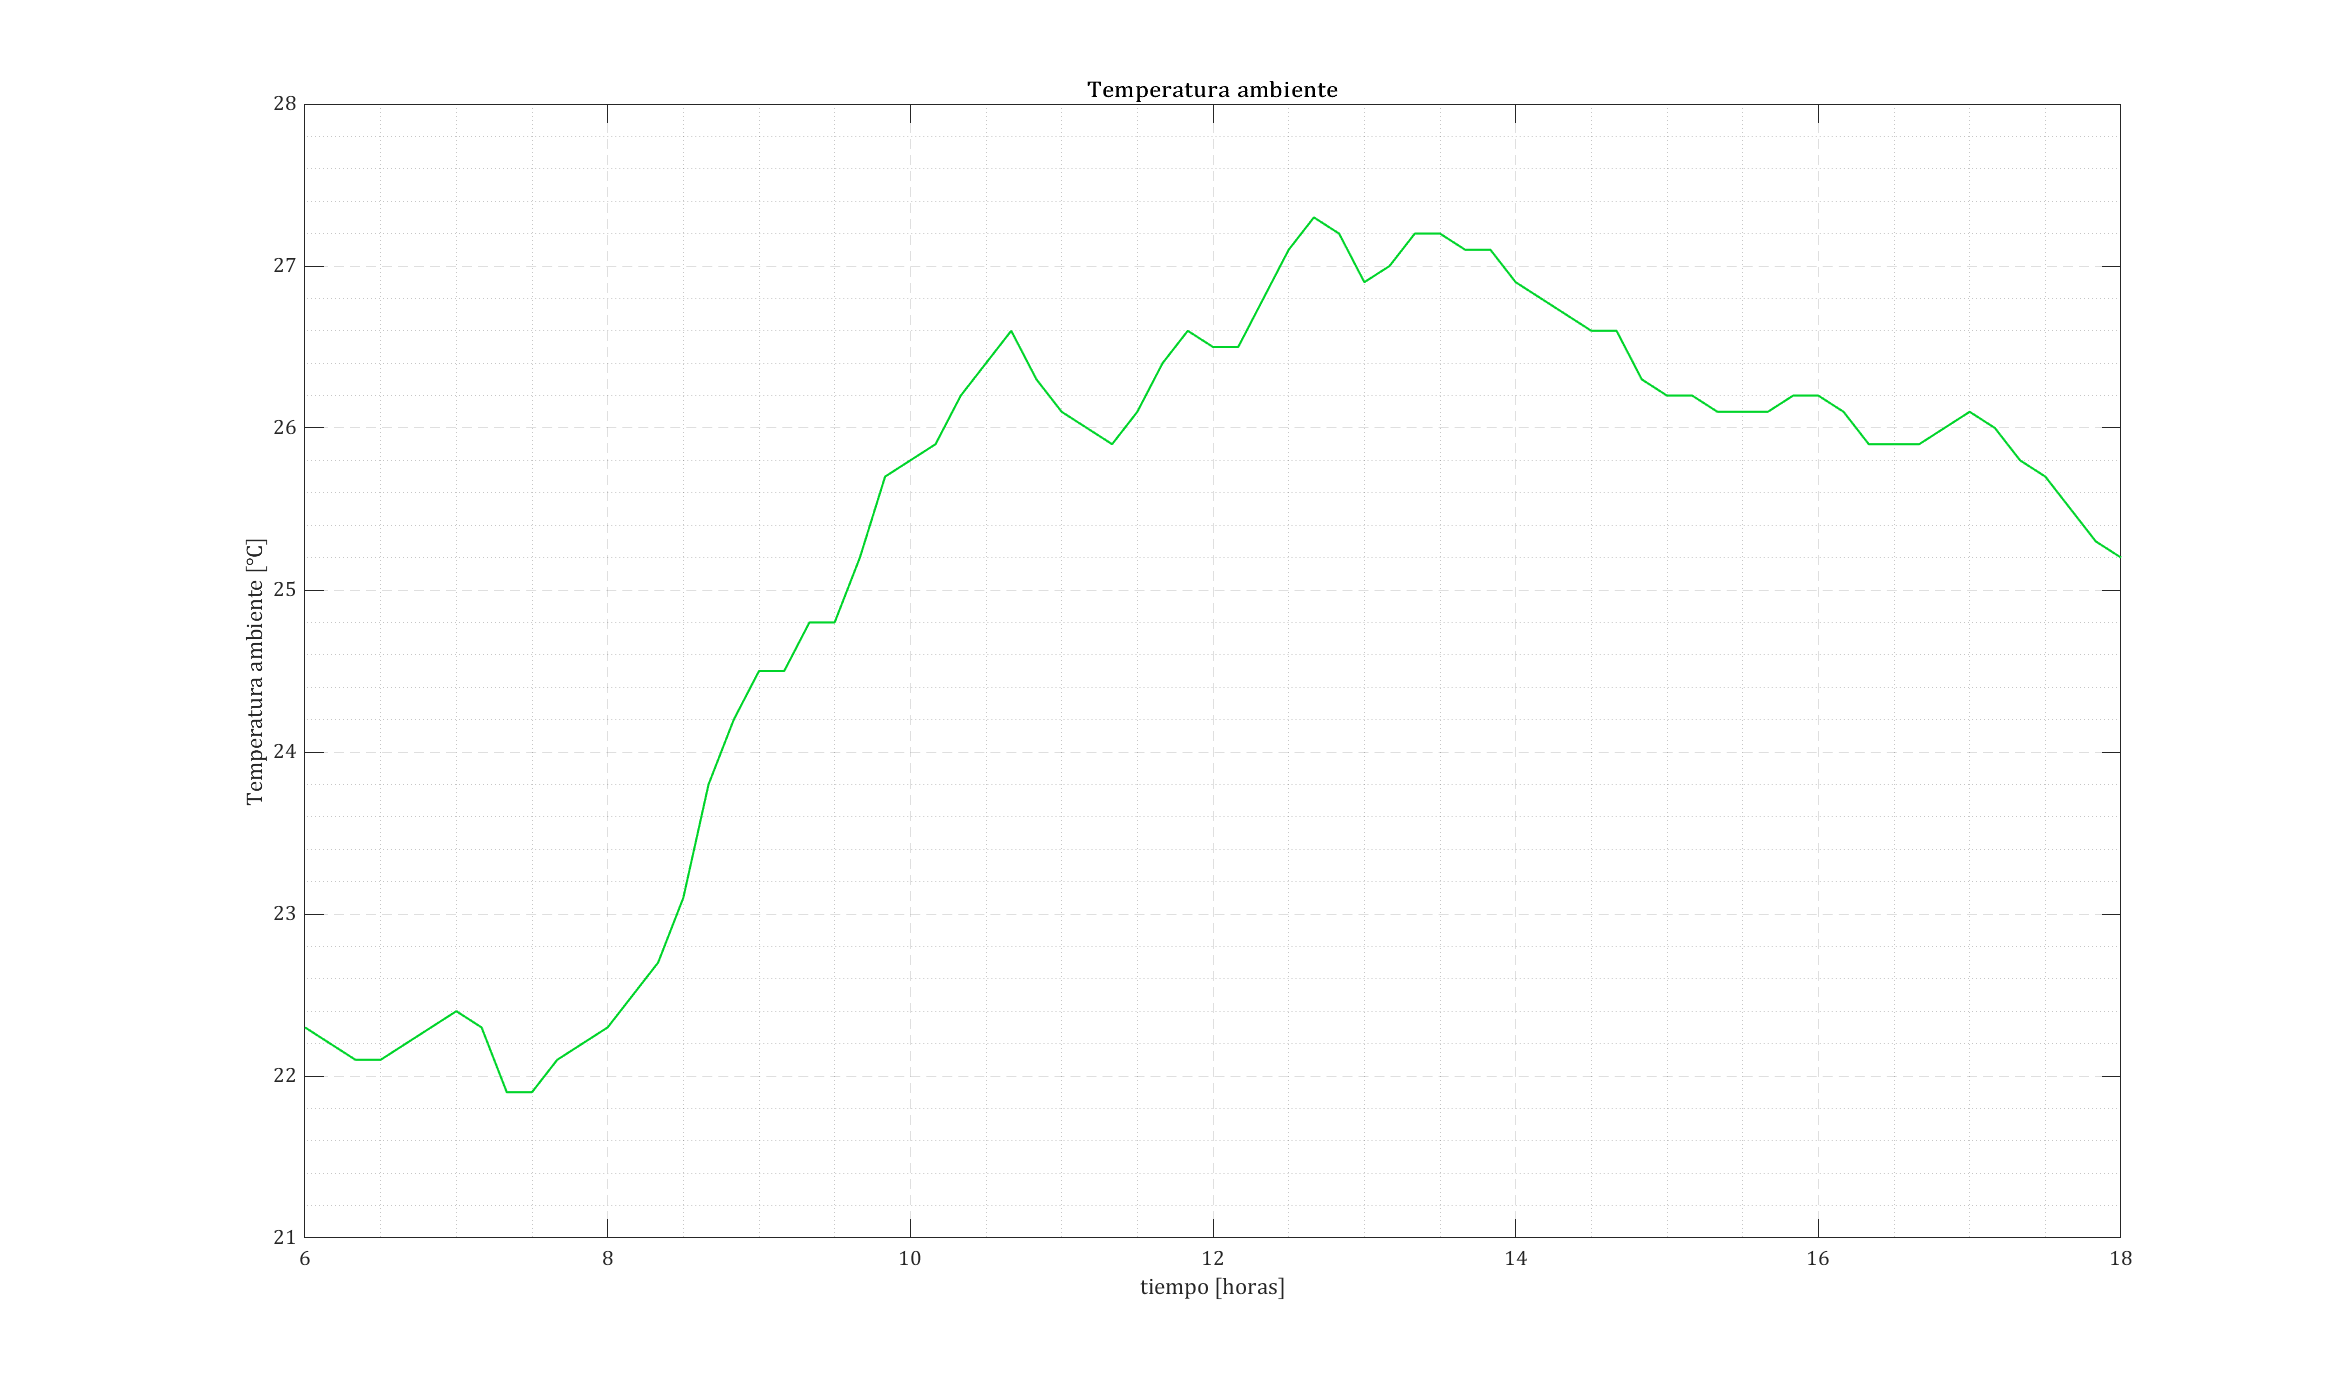 Temperatura ambiente
28
27
26
25
24
23
22
21
Temperatura ambiente [°C]
6 8 10 12 14 16 18
tiempo [horas]